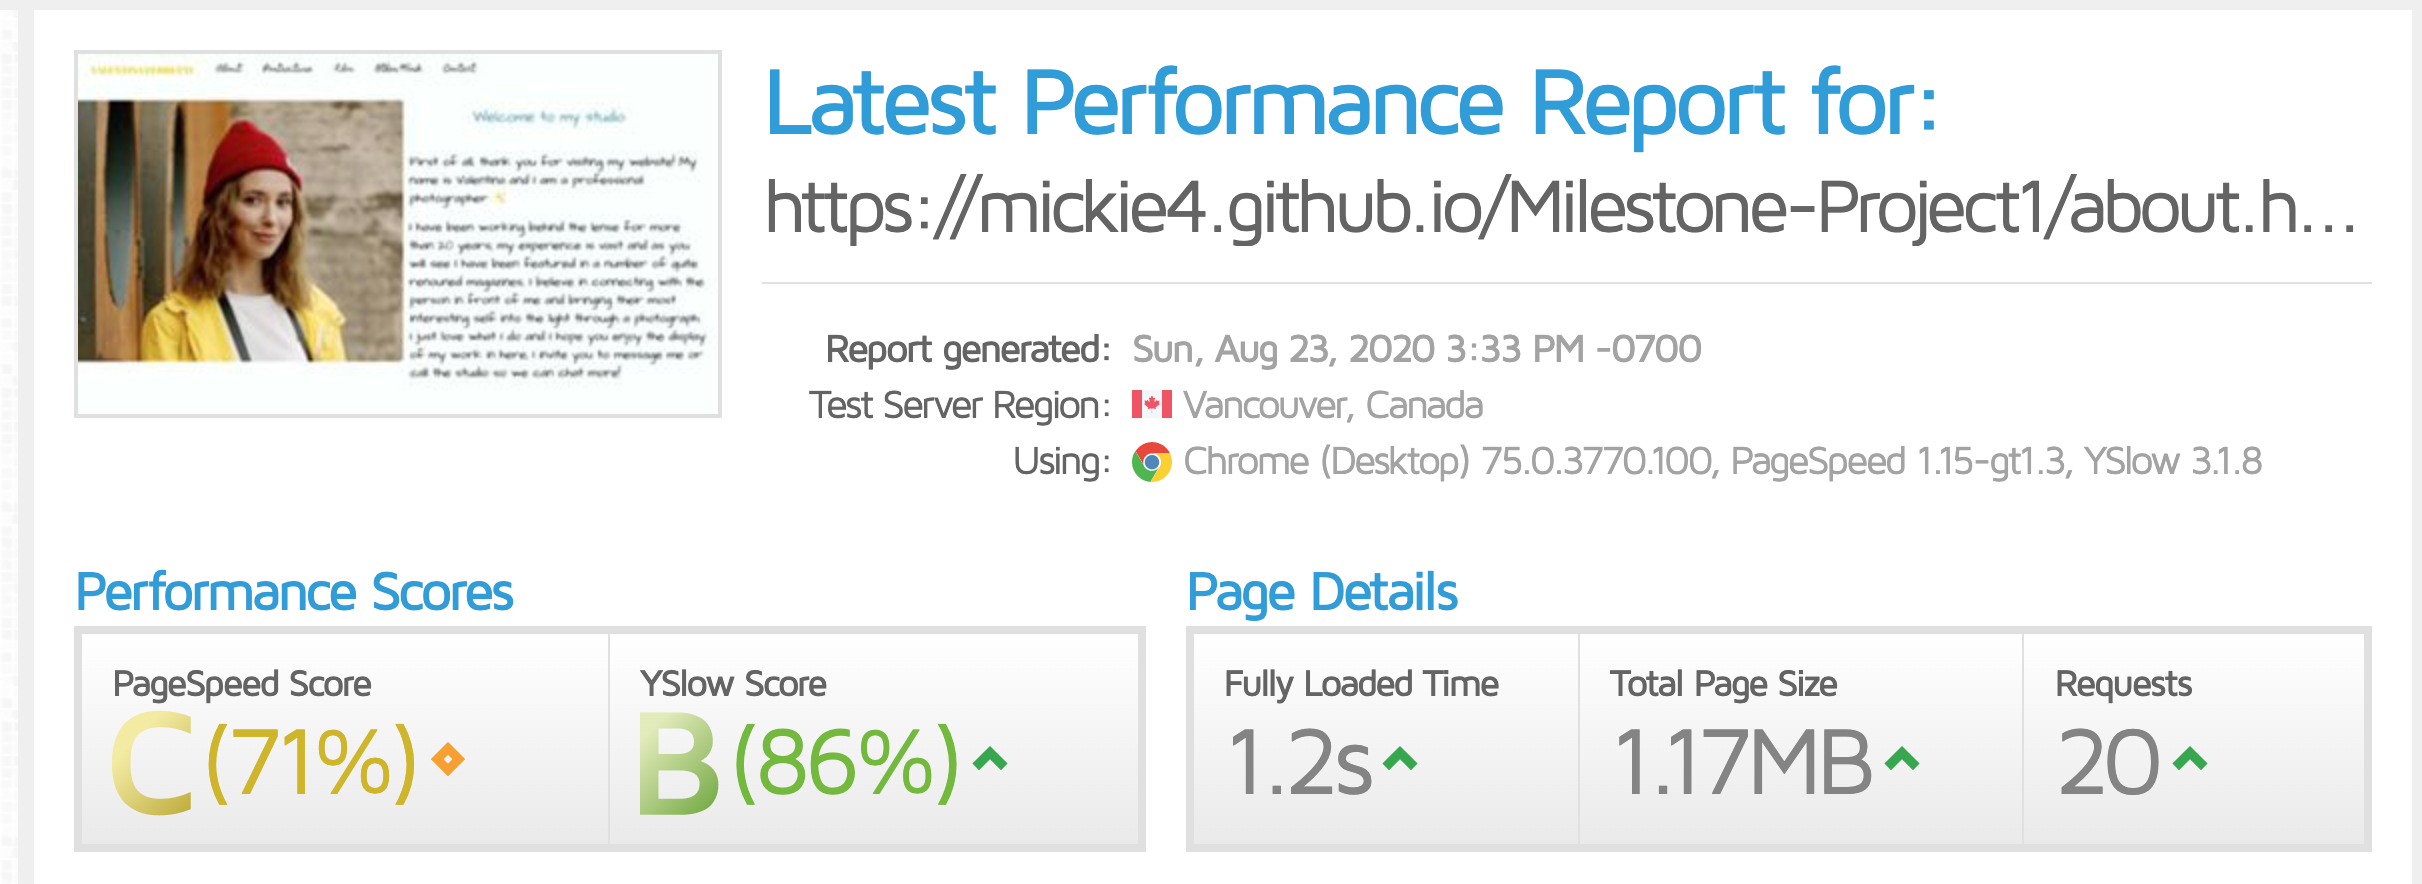 About
Contact
Welcome to my studio
First of all thank you for visiting my website! My
name is Valentina and I am a professional
photographer
I have been working behind the lense for more
than 20 years, my experience is vast and as you
will see I have been featured in a number of quite
renouned magazines. I believe in connecting with the
person in front of me and bringing their most
interesting self into the light through a photograph.
I just love what I do and I hope you enjoy the display
of my work in here, I invite you to message me or
call the studio so we can chat more!
Latest Performance Report for:
https://mickie4.github.io/Milestone-Project1/about.h...
Report generated: Sun, Aug 23, 2020 3:33 PM -0700
Test Server Region: Vancouver, Canada
Using: Chrome (Desktop) 75.0.3770.100, PageSpeed 1.15-gt1.3, YSlow 3.1.8
Performance Scores
PageSpeed Score
C (71%)
YSlow Score
B (86%)
Page Details
Fully Loaded Time
1.2s
Total Page Size
1.17MB
Requests
20